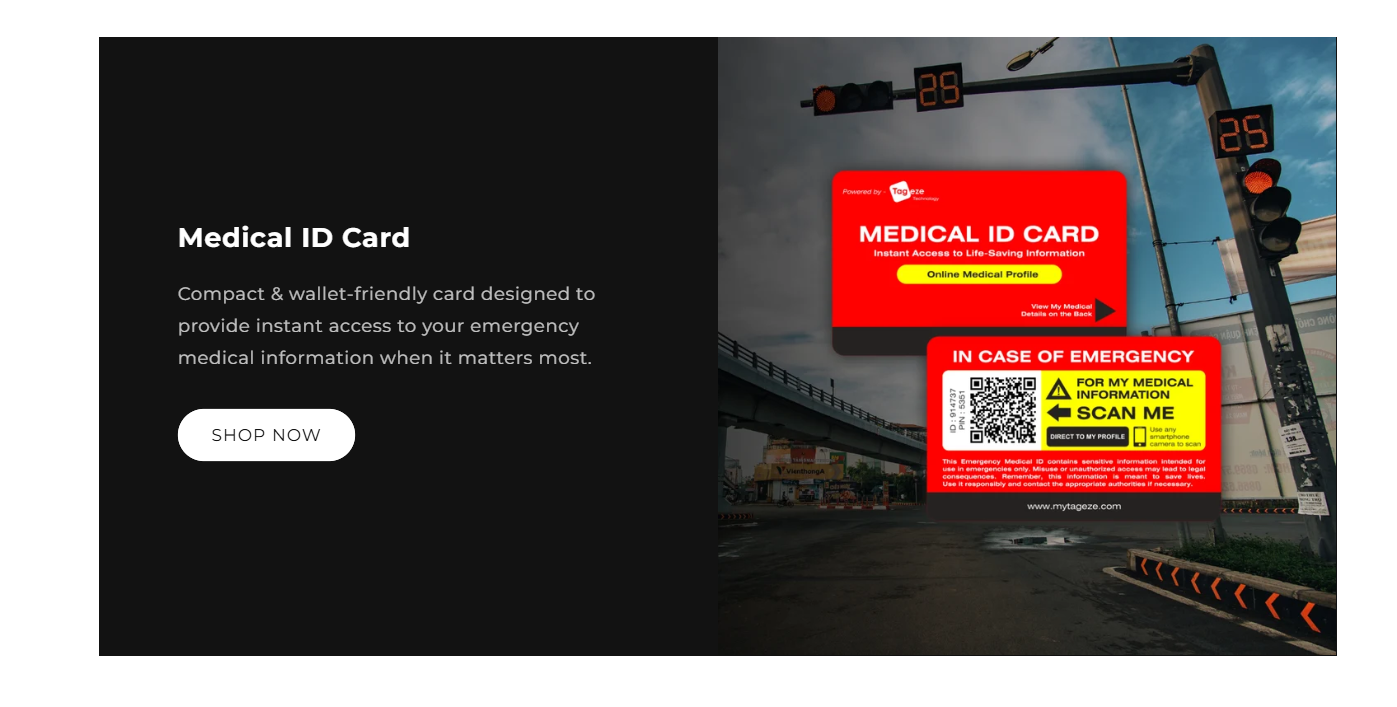 Medical ID Card
Compact & wallet-friendly card designed to
provide instant access to your emergency
medical information when it matters most.
SHOP NOW
25
25
Powered by -
Tageze
Technology
MEDICAL ID CARD
Instant Access to Life-Saving Information
Online Medical Profile
View My Medical
Details on the Back
IN CASE OF EMERGENCY
ID : 914737
PIN : 5351
FOR MY MEDICAL
INFORMATION
SCAN ME
DIRECT TO MY PROFILE
Use any
smartphone
camera to scan
This Emergency Medical ID contains sensitive information intended for
use in emergencies only. Misuse or unauthorized access may lead to legal
consequences. Remember, this information is meant to save lives.
Use it responsibly and contact the appropriate authorities if necessary.
www.mytageze.com
VienthongA